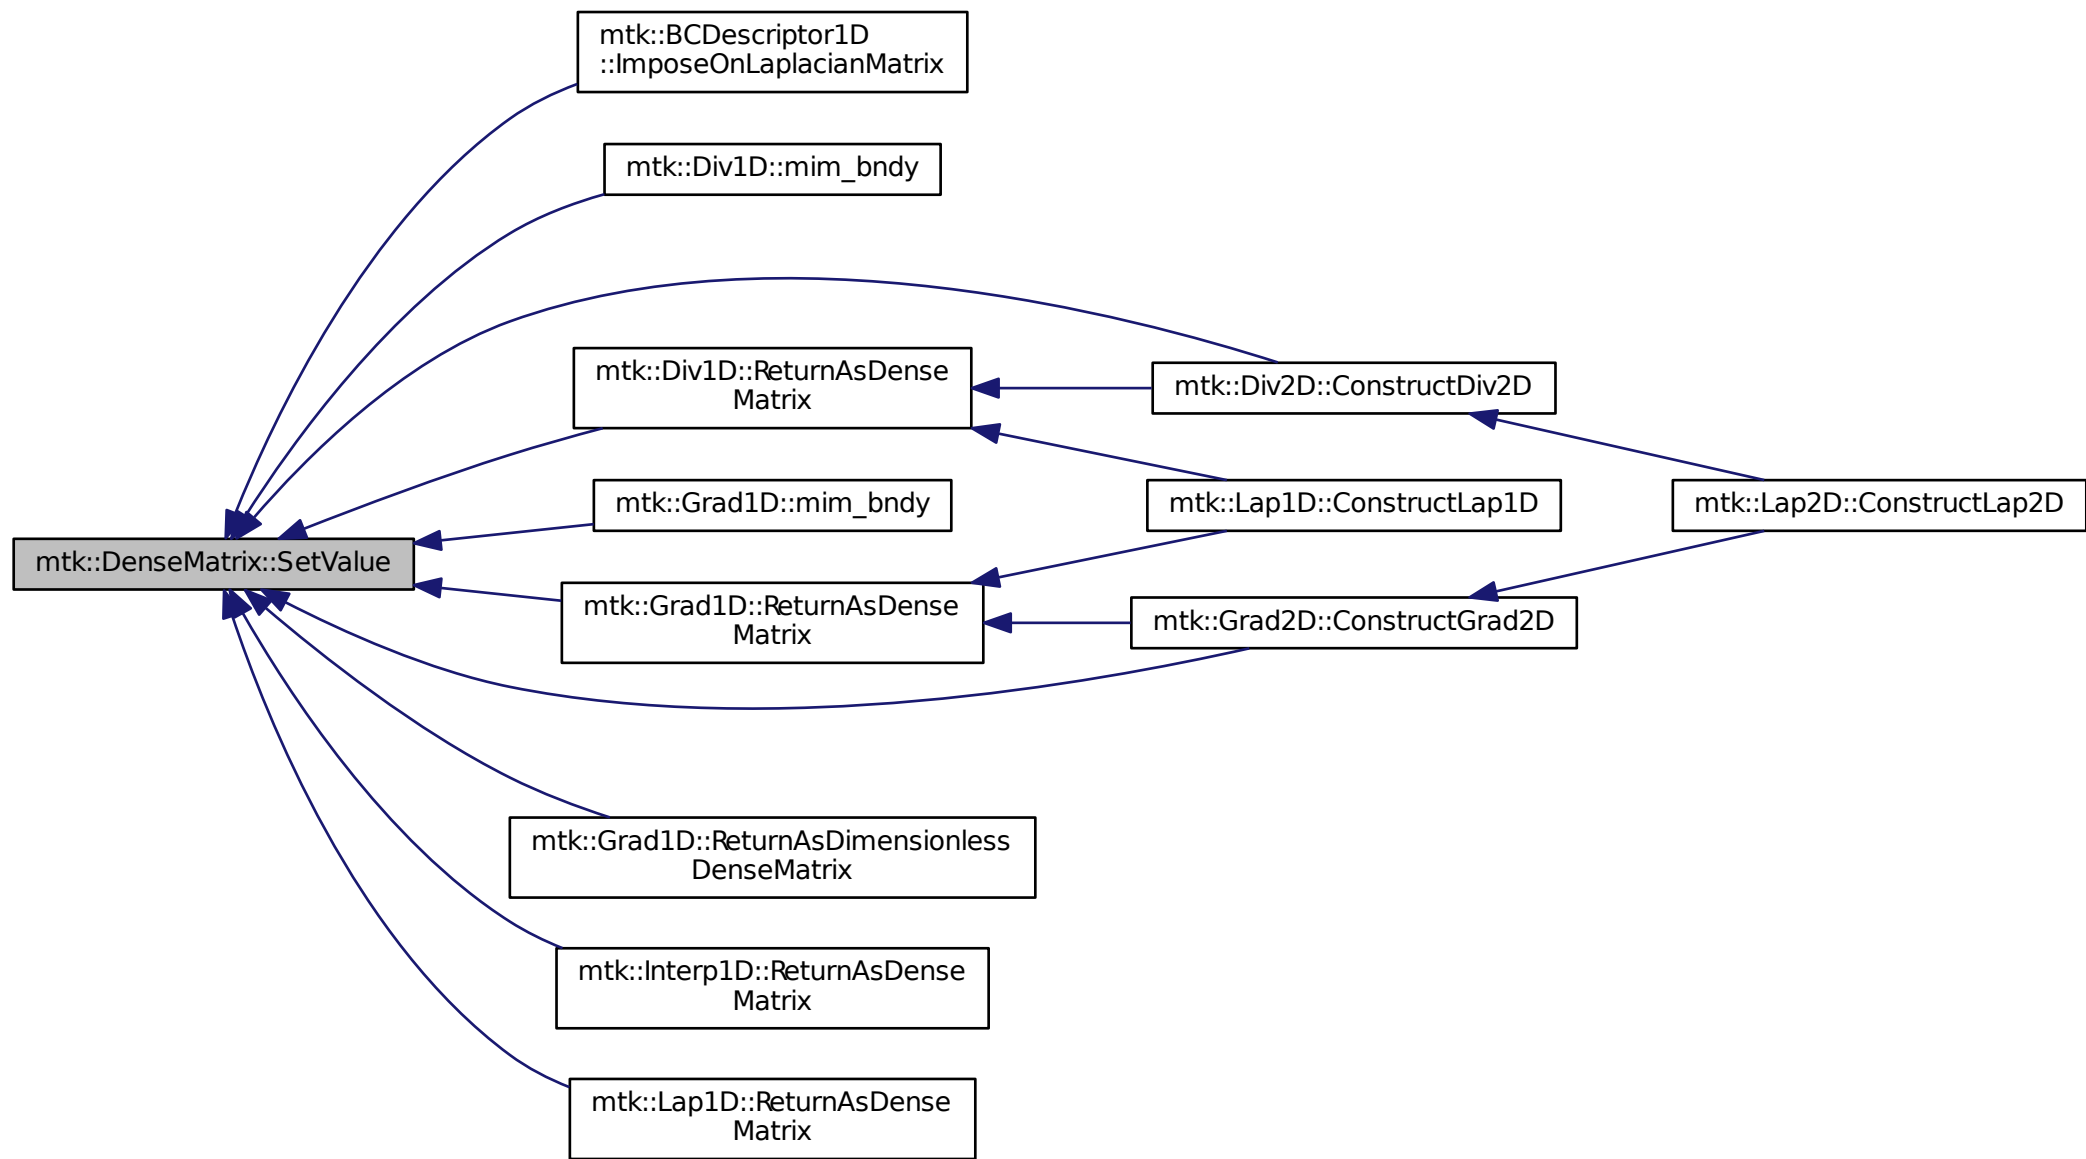 mtk::BCDescriptor1D
::ImposeOnLaplacianMatrix
mtk::Div1D::mim_bndy
mtk::Div1D::ReturnAsDense
Matrix
mtk::Div2D::ConstructDiv2D
mtk::Grad1D::mim_bndy
mtk::Lap1D::ConstructLap1D
mtk::Lap2D::ConstructLap2D
mtk::DenseMatrix::SetValue
mtk::Grad1D::ReturnAsDense
Matrix
mtk::Grad2D::ConstructGrad2D
mtk::Grad1D::ReturnAsDimensionless
DenseMatrix
mtk::Interp1D::ReturnAsDense
Matrix
mtk::Lap1D::ReturnAsDense
Matrix